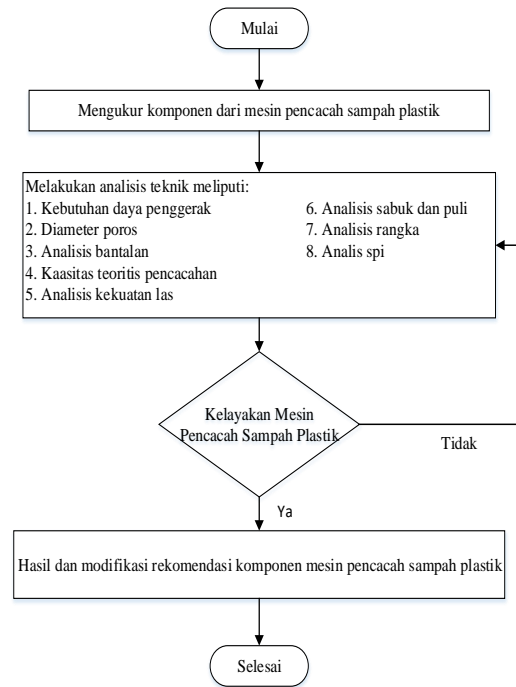 Mulai
Mengukur komponen dari mesin pencacah sampah plastik
Melakukan analisis teknik meliputi:
1. Kebutuhan daya penggerak
2. Diameter poros
3. Analisis bantalan
4. Kaasitas teoritis pencacahan
5. Analisis kekuatan las
6. Analisis sabuk dan puli
7. Analisis rangka
8. Analis spi
Kelayakan Mesin
Pencacah Sampah Plastik
Tidak
Ya
Hasil dan modifikasi rekomendasi komponen mesin pencacah sampah plastik
Selesai